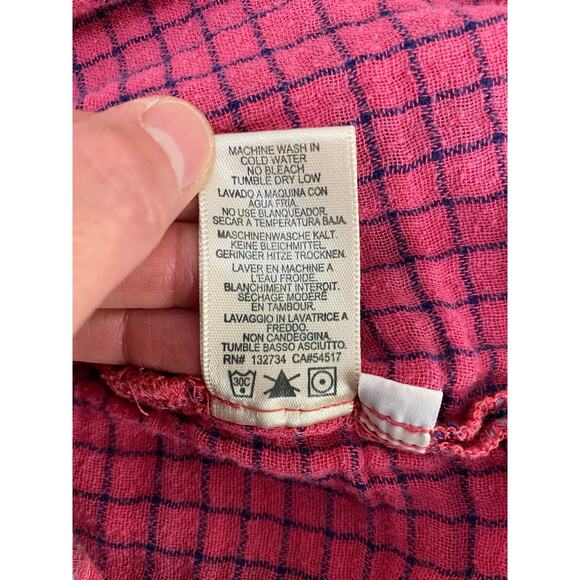 MACHINE WASH IN
COLD WATER
NO BLEACH
TUMBLE DRY LOW
LAVADO A MAQUINA CON
AGUA FRIA,
NO USE BLANQUEADOR,
SECAR A TEMPERATURA BAJA.
MASCHINENWASCHE KALT.
KEINE BLEICHMITTEL.
GERINGER HITZE TROCKNEN.
LAVER EN MACHINE A
L'EAU FROIDE.
BLANCHIMENT INTERDIT.
SÉCHAGE MODERÉ
EN TAMBOUR.
LAVAGGIO IN LAVATRICE A
FREDDO.
NON CANDEGGINA.
TUMBLE BASSO ASCIUTTO.
RN# 132734 CA#54517
30C